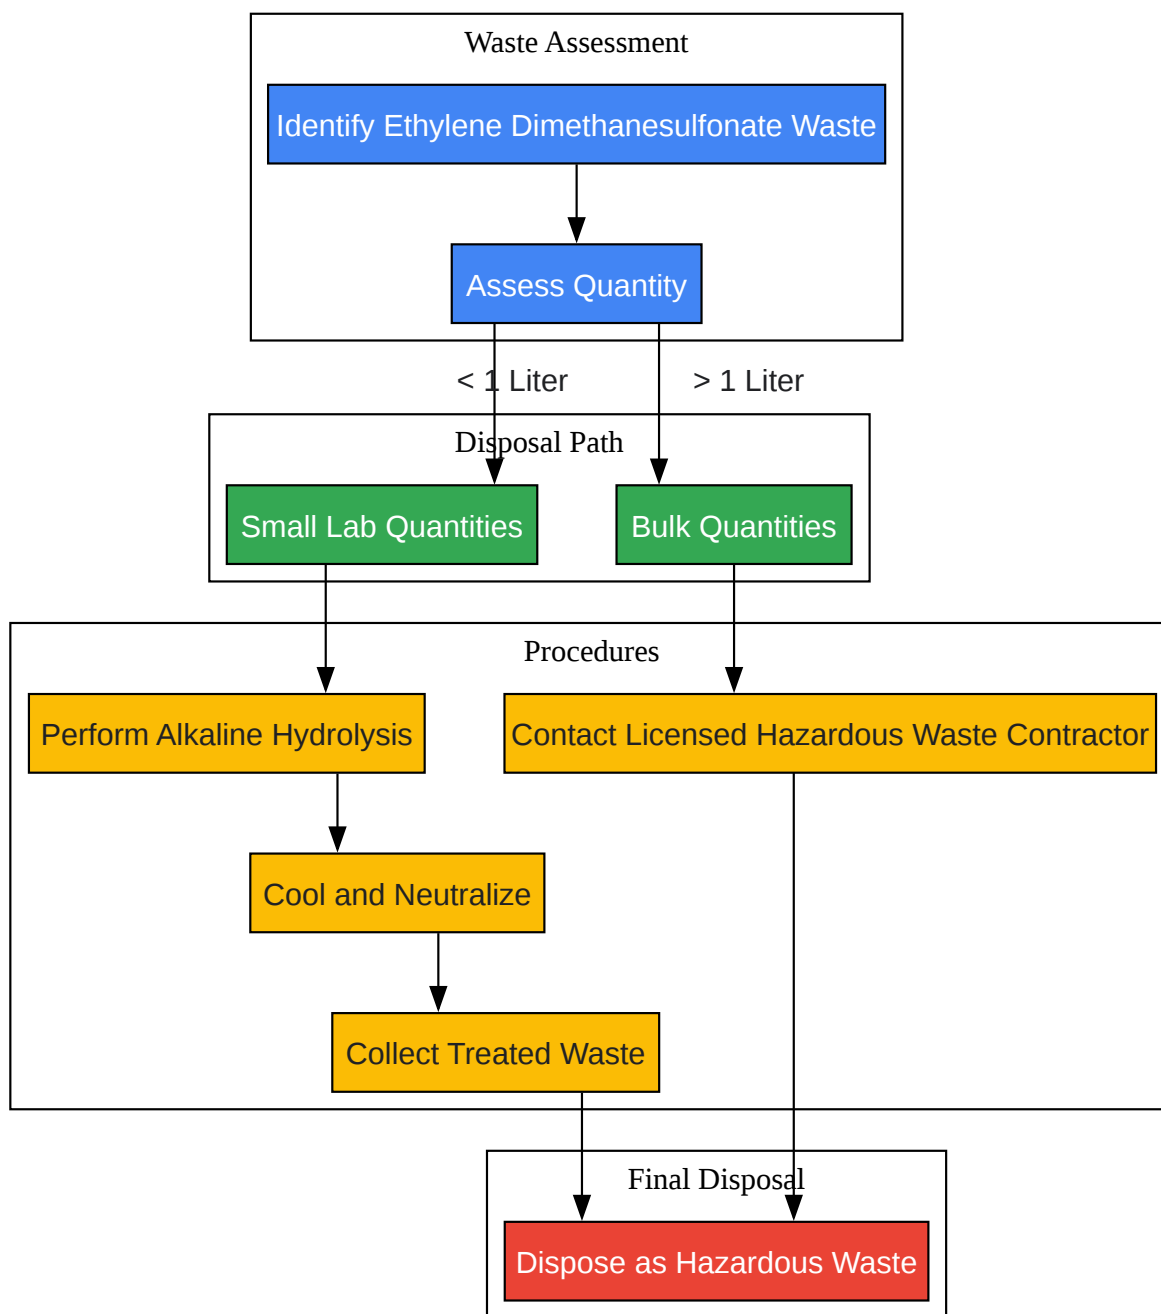 Waste Assessment
Identify Ethylene Dimethanesulfonate Waste
Assess Quantity
< 1 Liter
> 1 Liter
Disposal Path
Small Lab Quantities
Bulk Quantities
Procedures
Perform Alkaline Hydrolysis
Contact Licensed Hazardous Waste Contractor
Cool and Neutralize
Collect Treated Waste
Final Disposal
Dispose as Hazardous Waste